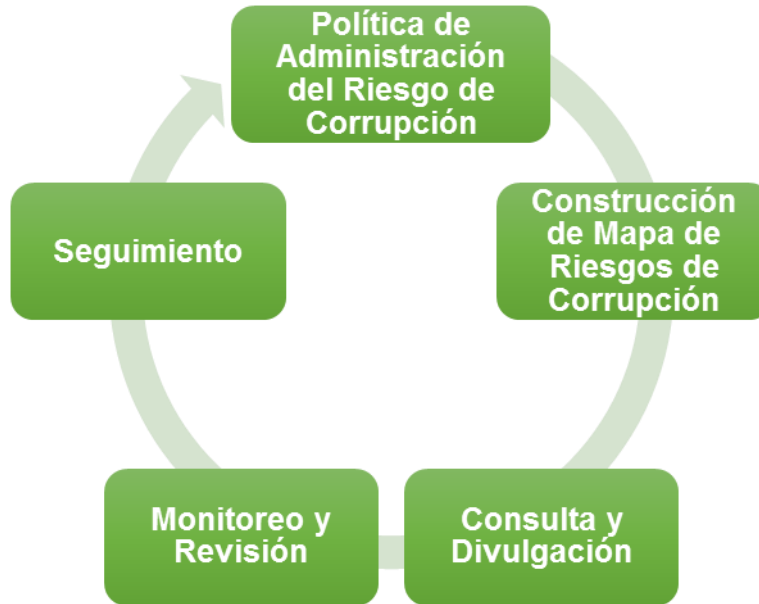 Política de
Administración
del Riesgo de
Corrupción
Construcción
de Mapa de
Riesgos de
Corrupción
Consulta y
Divulgación
Monitoreo y
Revisión
Seguimiento